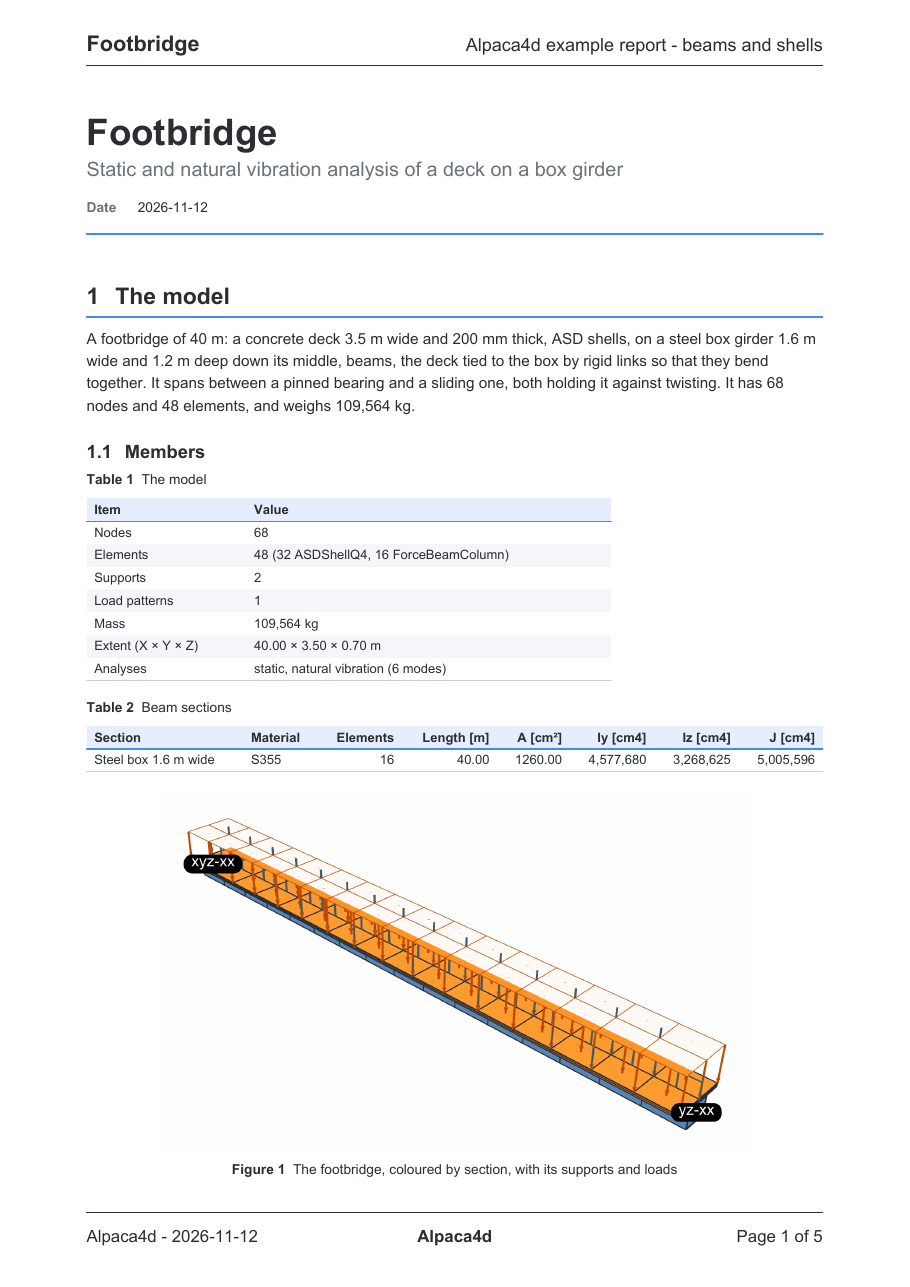 Footbridge Alpaca4d example report - beams and shells
Footbridge
Static and natural vibration analysis of a deck on a box girder
Date 2026-11-12
1 The model
A footbridge of 40 m: a concrete deck 3.5 m wide and 200 mm thick, ASD shells, on a steel box girder 1.6 m
wide and 1.2 m deep down its middle, beams, the deck tied to the box by rigid links so that they bend
together. It spans between a pinned bearing and a sliding one, both holding it against twisting. It has 68
nodes and 48 elements, and weighs 109,564 kg.
1.1 Members
Table 1 The model
Item Value
Nodes 68
Elements 48 (32 ASDShellQ4, 16 ForceBeamColumn)
Supports 2
Load patterns 1
Mass 109,564 kg
Extent (X × Y × Z) 40.00 × 3.50 × 0.70 m
Analyses static, natural vibration (6 modes)
Table 2 Beam sections
Section Material Elements Length [m] A [cm²] Iy [cm4] Iz [cm4] J [cm4]
Steel box 1.6 m wide S355 16 40.00 1260.00 4,577,680 3,268,625 5,005,596
xyz-xx
yz-xx
Figure 1 The footbridge, coloured by section, with its supports and loads
Alpaca4d - 2026-11-12 Alpaca4d Page 1 of 5